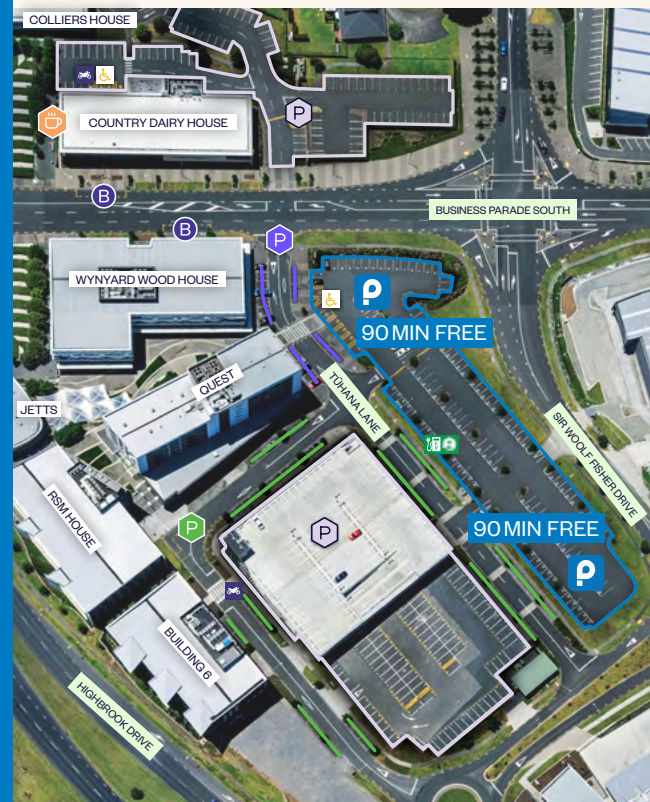 COLLIERS HOUSE
COUNTRY DAIRY HOUSE
P
B
BUSINESS PARADE SOUTH
B
P
WYNYARD WOOD HOUSE
P
90 MIN FREE
QUEST
TŪHANA LANE
JETTS
SIR WOOLF FISHER DRIVE
RSM HOUSE
90 MIN FREE
P
P
P
BUILDING 6
HIGHBROOK DRIVE